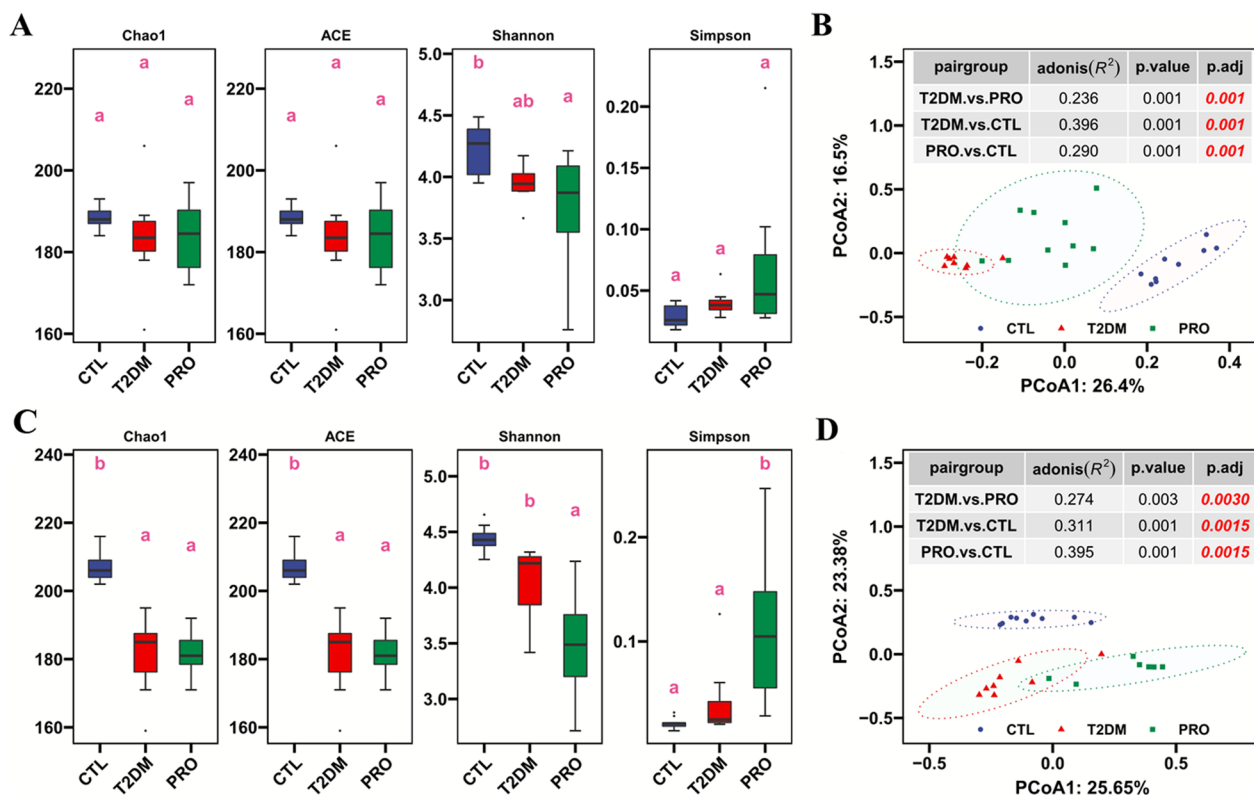 A
Chao1
ACE
Shannon
Simpson
220
200
180
160
a
a
a
220
200
180
160
a
a
a
5.0
4.5
4.0
3.5
3.0
b
ab
a
0.20
0.15
0.10
0.05
a
a
a
CTL
T2DM
PRO
CTL
T2DM
PRO
CTL
T2DM
PRO
CTL
T2DM
PRO
B
PCoA2: 16.5%
1.5
1.0
0.5
0.0
−0.5
pairgroup adonis(R²) p.value p.adj
T2DM.vs.PRO 0.236 0.001 0.001
T2DM.vs.CTL 0.396 0.001 0.001
PRO.vs.CTL 0.290 0.001 0.001
CTL T2DM PRO
−0.2 0.0 0.2 0.4
PCoA1: 26.4%
C
Chao1
ACE
Shannon
Simpson
240
220
200
180
160
b
a
a
240
220
200
180
160
b
a
a
5.0
4.5
4.0
3.5
3.0
b
b
a
0.2
0.1
a
a
b
CTL
T2DM
PRO
CTL
T2DM
PRO
CTL
T2DM
PRO
CTL
T2DM
PRO
D
PCoA2: 23.38%
1.5
1.0
0.5
0.0
−0.5
pairgroup adonis(R²) p.value p.adj
T2DM.vs.PRO 0.274 0.003 0.0030
T2DM.vs.CTL 0.311 0.001 0.0015
PRO.vs.CTL 0.395 0.001 0.0015
CTL T2DM PRO
−0.5 0.0 0.5
PCoA1: 25.65%